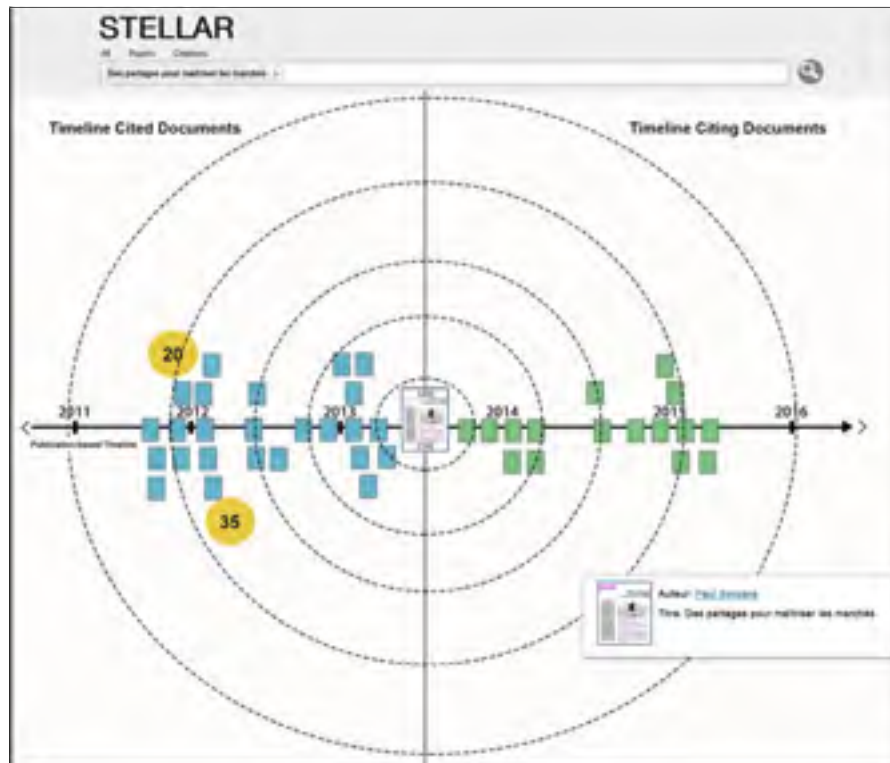 STELLAR
All Papers Citations
Des partages pour maîtriser les marchés
Timeline Cited Documents
Timeline Citing Documents
20
2011 2012 2013 2014 2015 2016
Publication-based Timeline
35
Auteur:
Titre: Des partages pour maîtriser les marchés